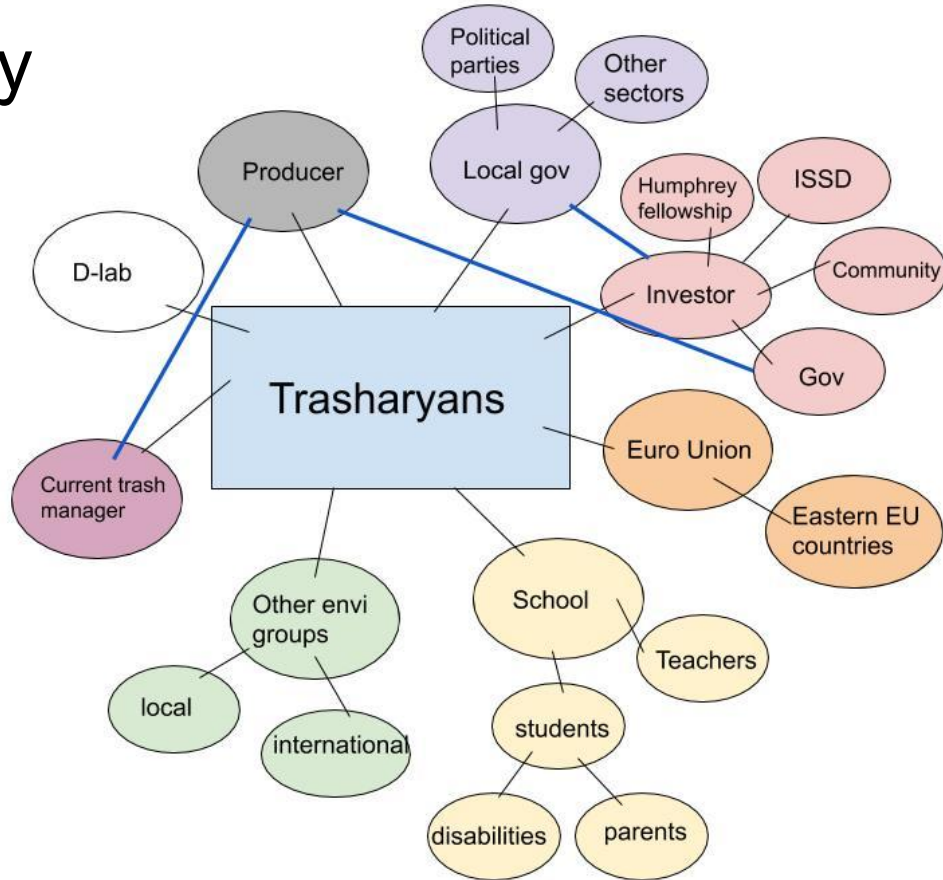 y
Political
parties
Other
sectors
Producer
Local gov
Humphrey
fellowship
ISSD
D-lab
Investor
Community
Gov
Trasharyans
Euro Union
Current trash
manager
Eastern EU
countries
Other envi
groups
School
Teachers
local
international
students
disabilities
parents